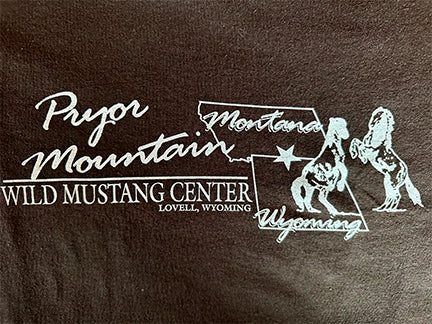 Pryor
Mountain
WILD MUSTANG CENTER
LOVELL, WYOMING
Montana
Wyoming